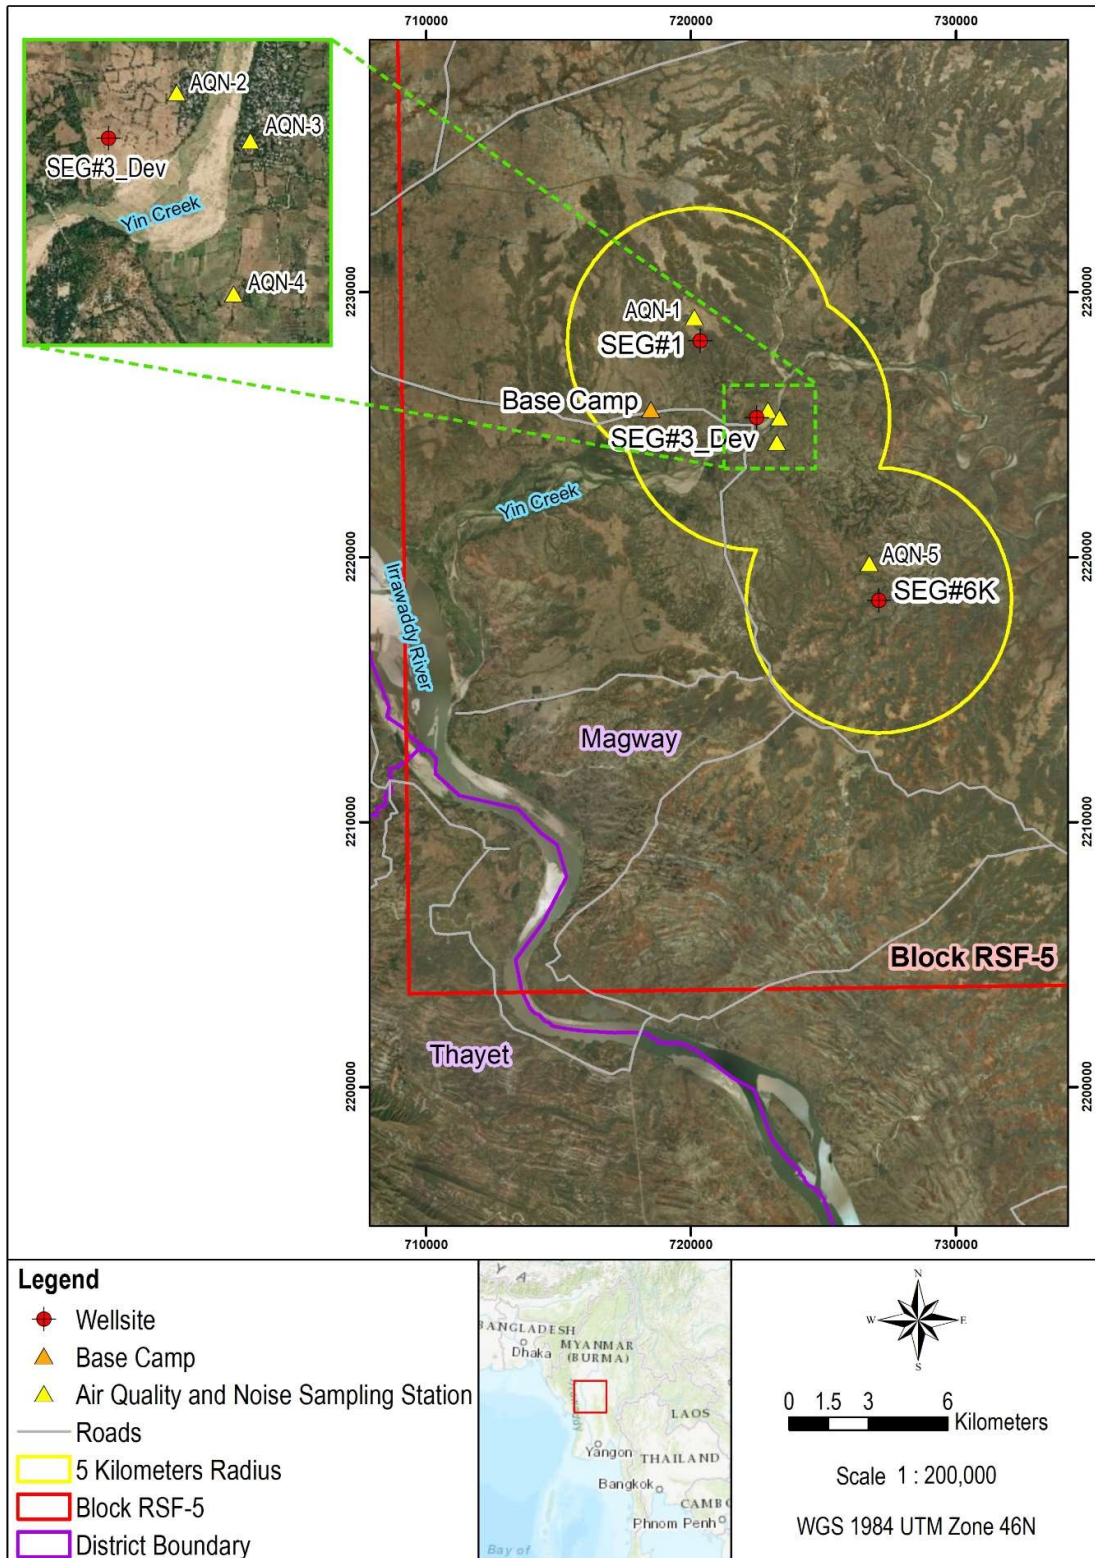 710000
720000
730000
AQN-2
AQN-3
SEG#3_Dev
Yin Creek
AQN-4
2230000
2230000
AQN-1
SEG#1
Base Camp
SEG#3_Dev
Yin Creek
2220000
2220000
AQN-5
SEG#6K
Irrawaddy River
Magway
2210000
2210000
Block RSF-5
Thayet
2200000
2200000
710000
720000
730000
Legend
Wellsite
Base Camp
Air Quality and Noise Sampling Station
Roads
5 Kilometers Radius
Block RSF-5
District Boundary
Y A
BANGLADESH
Dhaka
MYANMAR
(BURMA)
LAOS
Yangon
THAILAND
Bangkok
CAMBO
Phnom Penh
Bay of
N
W
E
S
0 1.5 3 6
Kilometers
Scale 1 : 200,000
WGS 1984 UTM Zone 46N